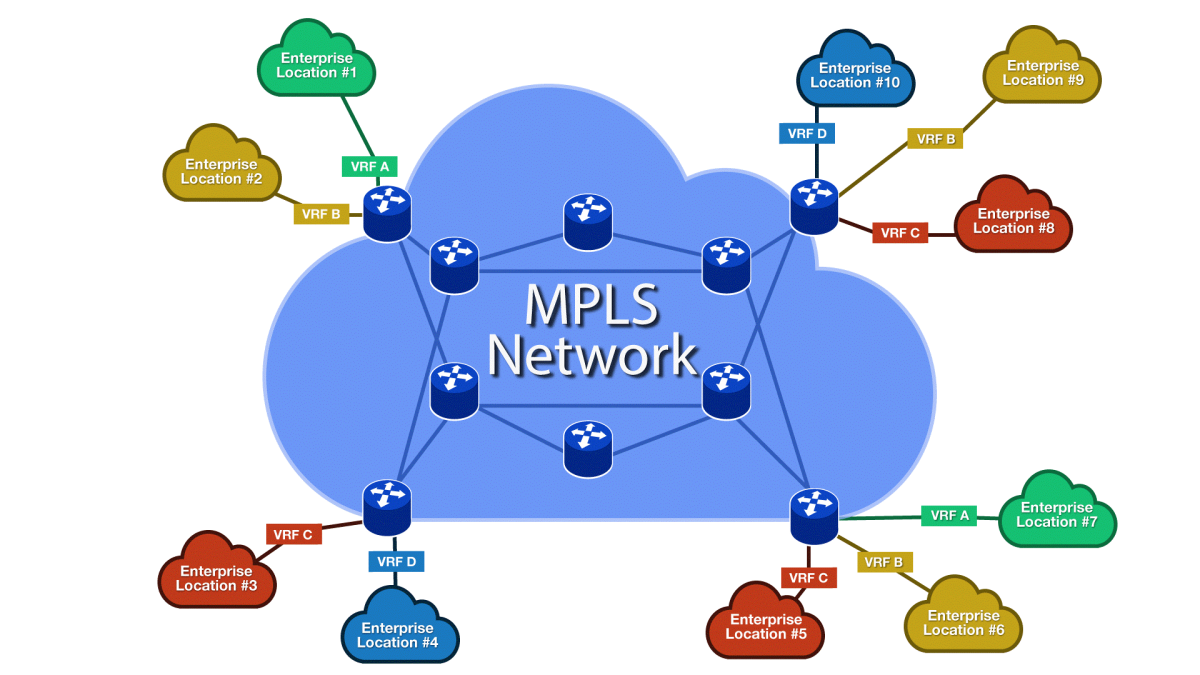 Enterprise
Location #1
VRF A
Enterprise
Location #2
VRF B
Enterprise
Location #10
VRF D
Enterprise
Location #9
VRF B
Enterprise
Location #8
VRF C
MPLS
Network
VRF C
Enterprise
Location #3
VRF D
Enterprise
Location #4
VRF A
Enterprise
Location #7
VRF B
Enterprise
Location #6
VRF C
Enterprise
Location #5